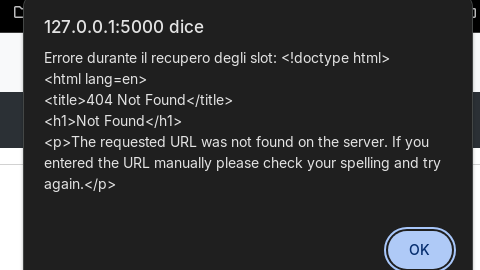 127.0.0.1:5000 dice
Errore durante il recupero degli slot: <!doctype html>
<html lang=en>
<title>404 Not Found</title>
<h1>Not Found</h1>
<p>The requested URL was not found on the server. If you
entered the URL manually please check your spelling and try
again.</p>
OK